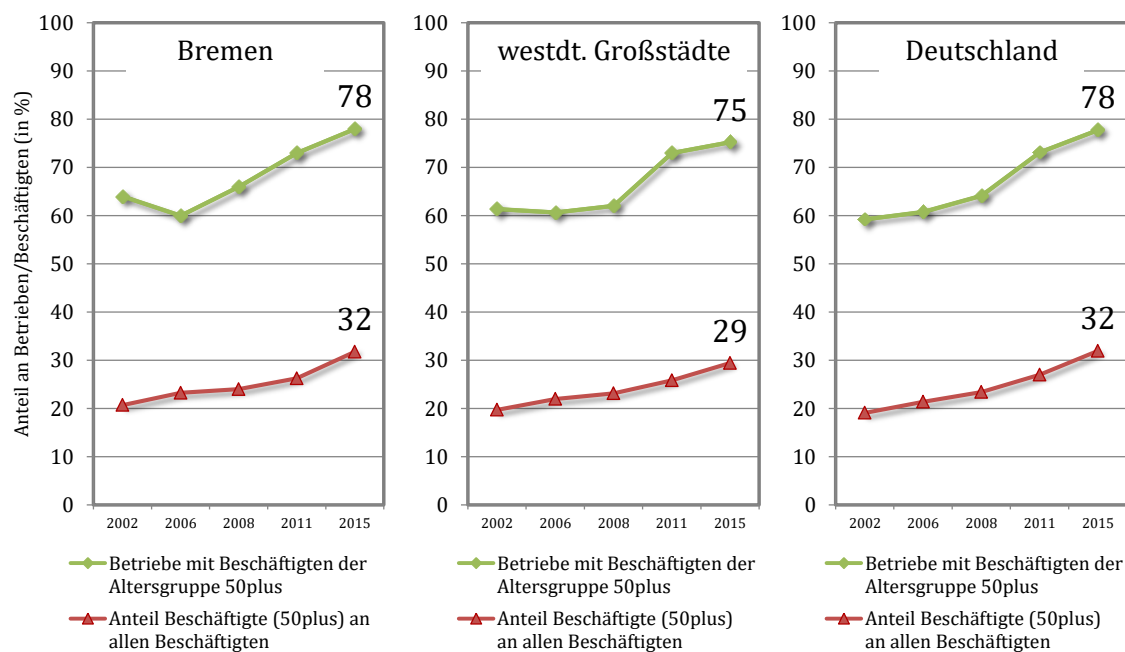 Anteil an Betrieben/Beschäftigten (in %)
Bremen
100
90
80
70
60
50
40
30
20
10
0
78
32
2002 2006 2008 2011 2015
Betriebe mit Beschäftigten der
Altersgruppe 50plus
Anteil Beschäftigte (50plus) an
allen Beschäftigten
westdt. Großstädte
100
90
80
70
60
50
40
30
20
10
0
75
29
2002 2006 2008 2011 2015
Betriebe mit Beschäftigten der
Altersgruppe 50plus
Anteil Beschäftigte (50plus)
an allen Beschäftigten
Deutschland
100
90
80
70
60
50
40
30
20
10
0
78
32
2002 2006 2008 2011 2015
Betriebe mit Beschäftigten der
Altersgruppe 50plus
Anteil Beschäftigte (50plus)
an allen Beschäftigten